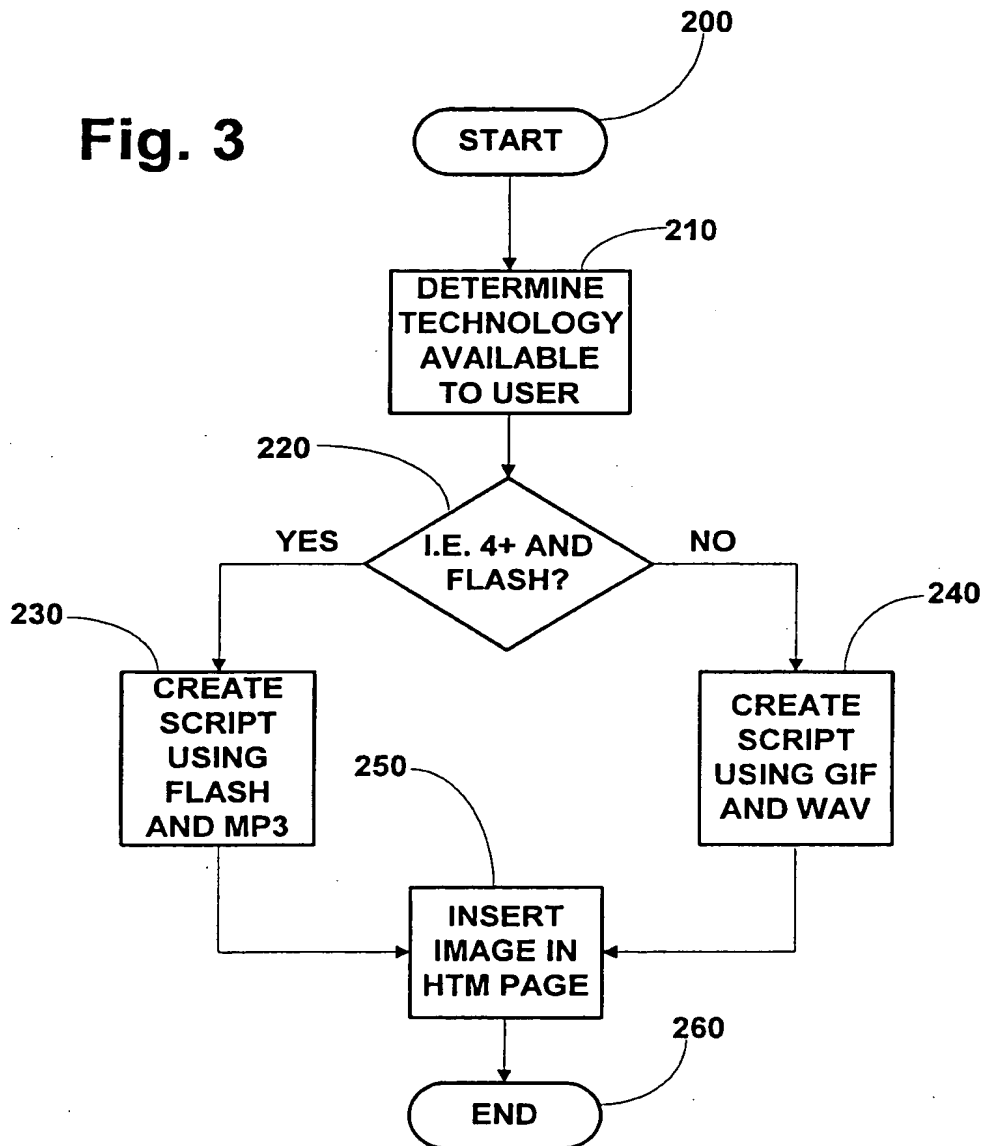 200
Fig. 3
START
210
DETERMINE
TECHNOLOGY
AVAILABLE
TO USER
220
YES
I.E. 4+ AND
FLASH?
NO
230
240
CREATE
SCRIPT
USING
FLASH
AND MP3
CREATE
SCRIPT
USING GIF
AND WAV
250
INSERT
IMAGE IN
HTM PAGE
260
END